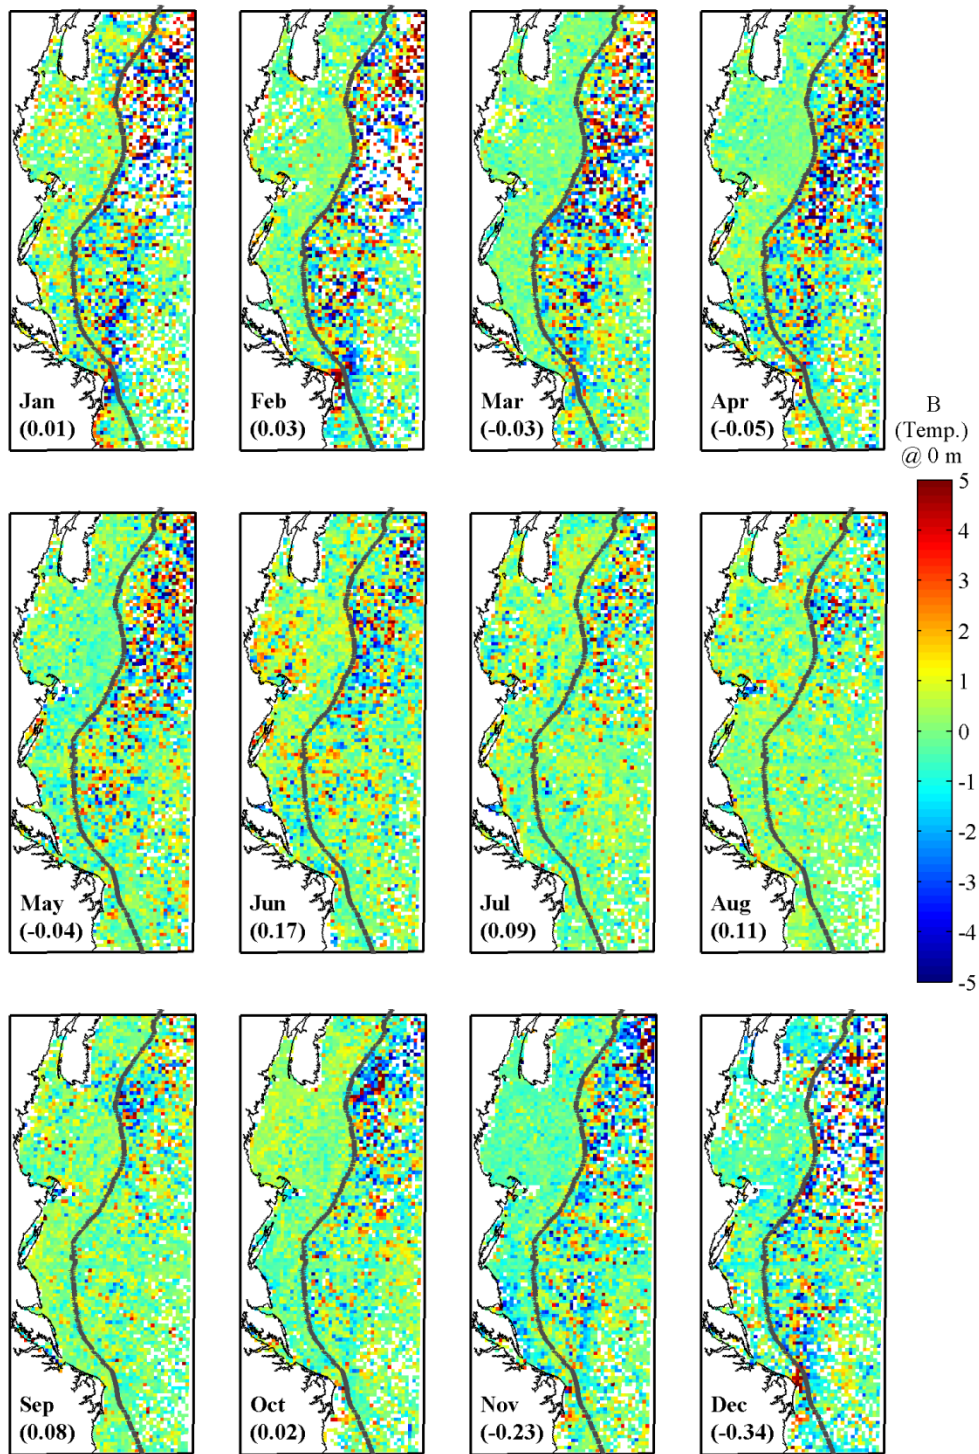 Jan
(0.01)
Feb
(0.03)
Mar
(-0.03)
Apr
(-0.05)
B
(Temp.)
@ 0 m
5
4
3
2
1
0
-1
-2
-3
-4
-5
May
(-0.04)
Jun
(0.17)
Jul
(0.09)
Aug
(0.11)
Sep
(0.08)
Oct
(0.02)
Nov
(-0.23)
Dec
(-0.34)